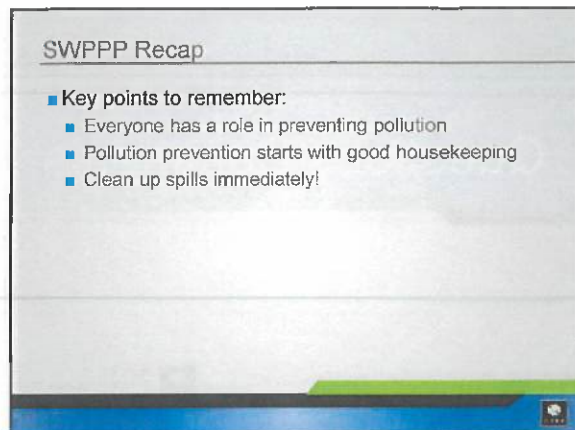 SWPPP Recap
Key points to remember:
Everyone has a role in preventing pollution
Pollution prevention starts with good housekeeping
Clean up spills immediately!